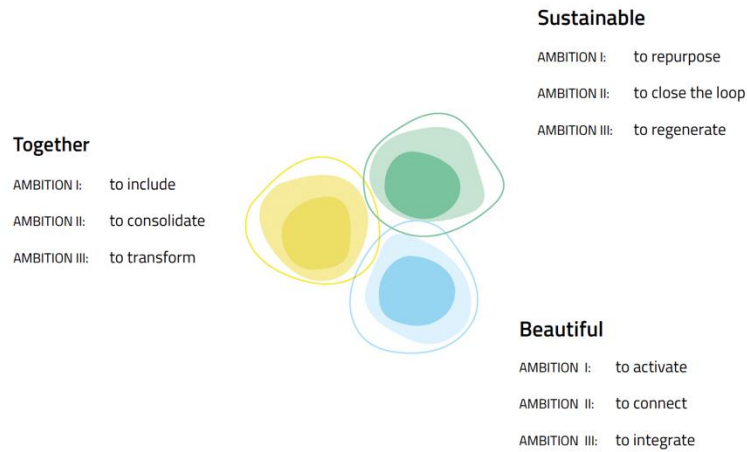 Sustainable
AMBITION I: to repurpose
AMBITION II: to close the loop
AMBITION III: to regenerate
Together
AMBITION I: to include
AMBITION II: to consolidate
AMBITION III: to transform
Beautiful
AMBITION I: to activate
AMBITION II: to connect
AMBITION III: to integrate